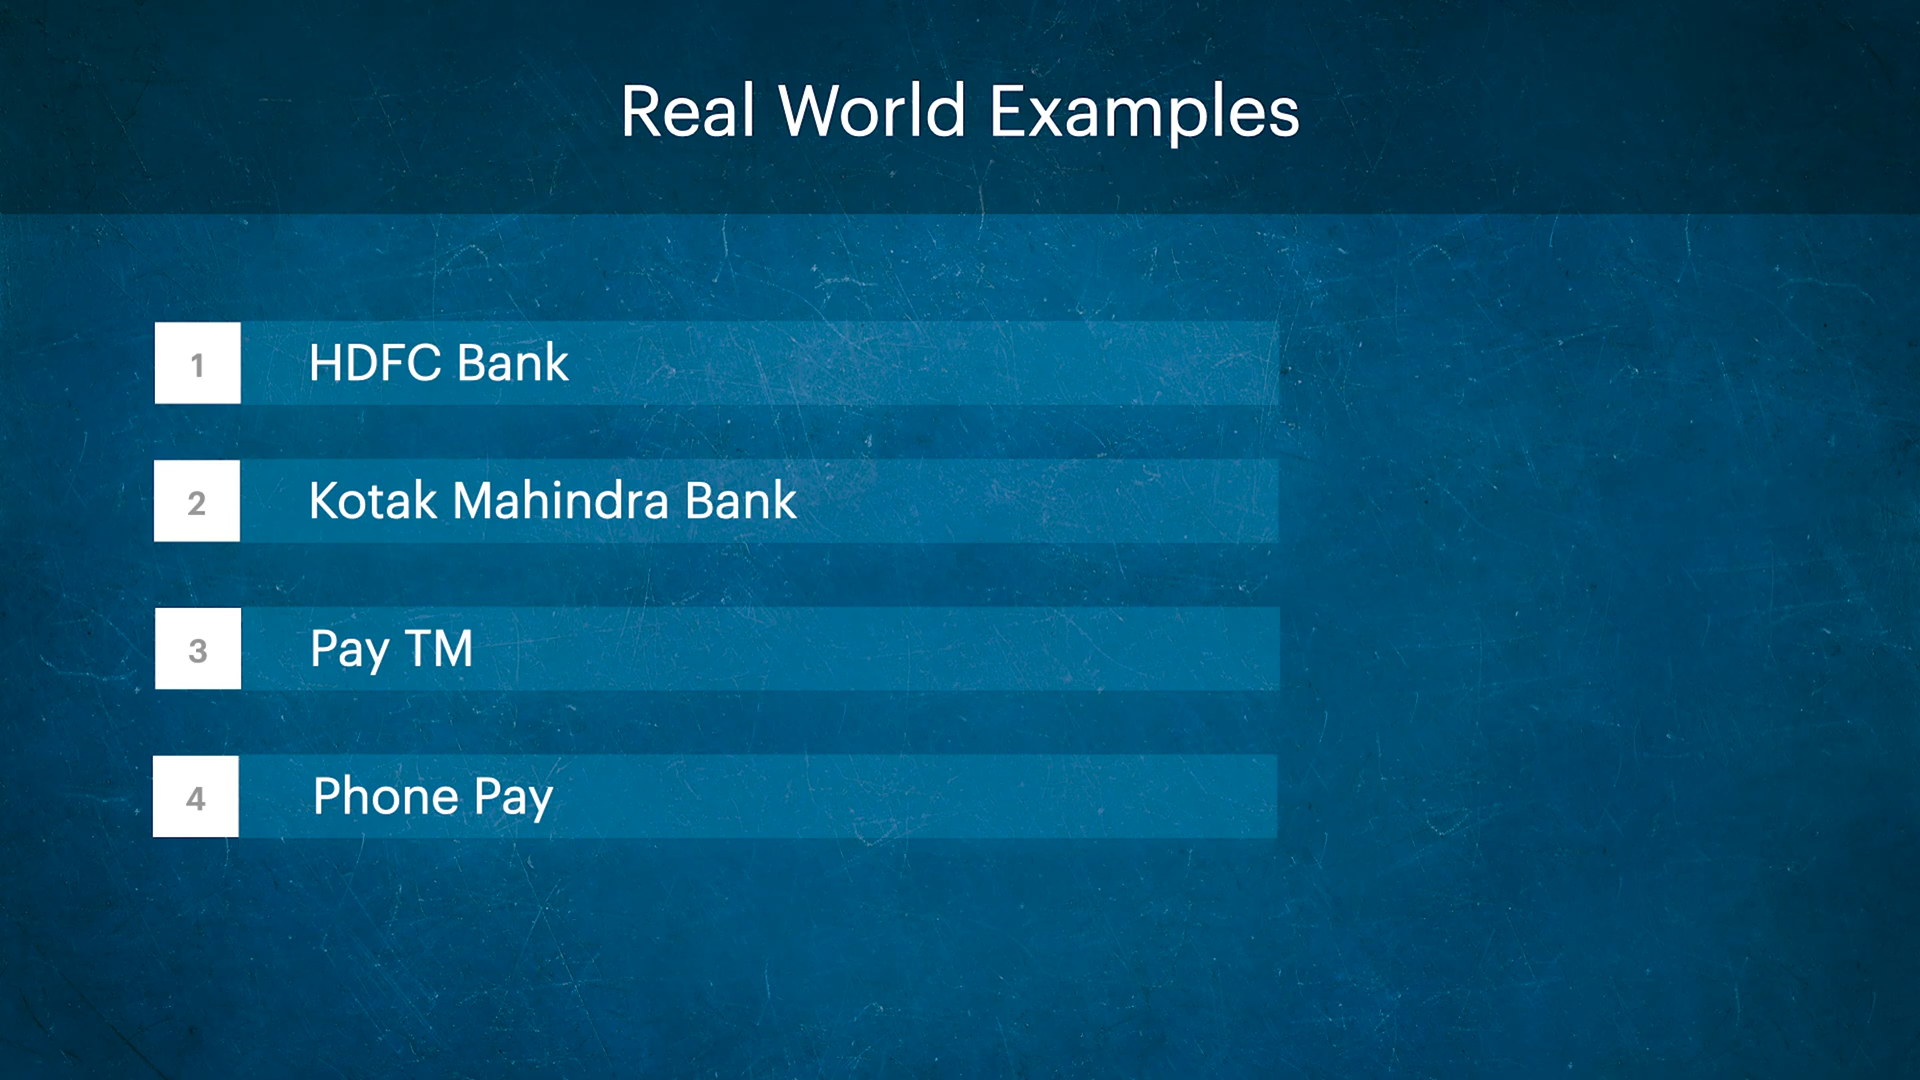 Real World Examples
1 HDFC Bank
2 Kotak Mahindra Bank
3 Pay TM
4 Phone Pay